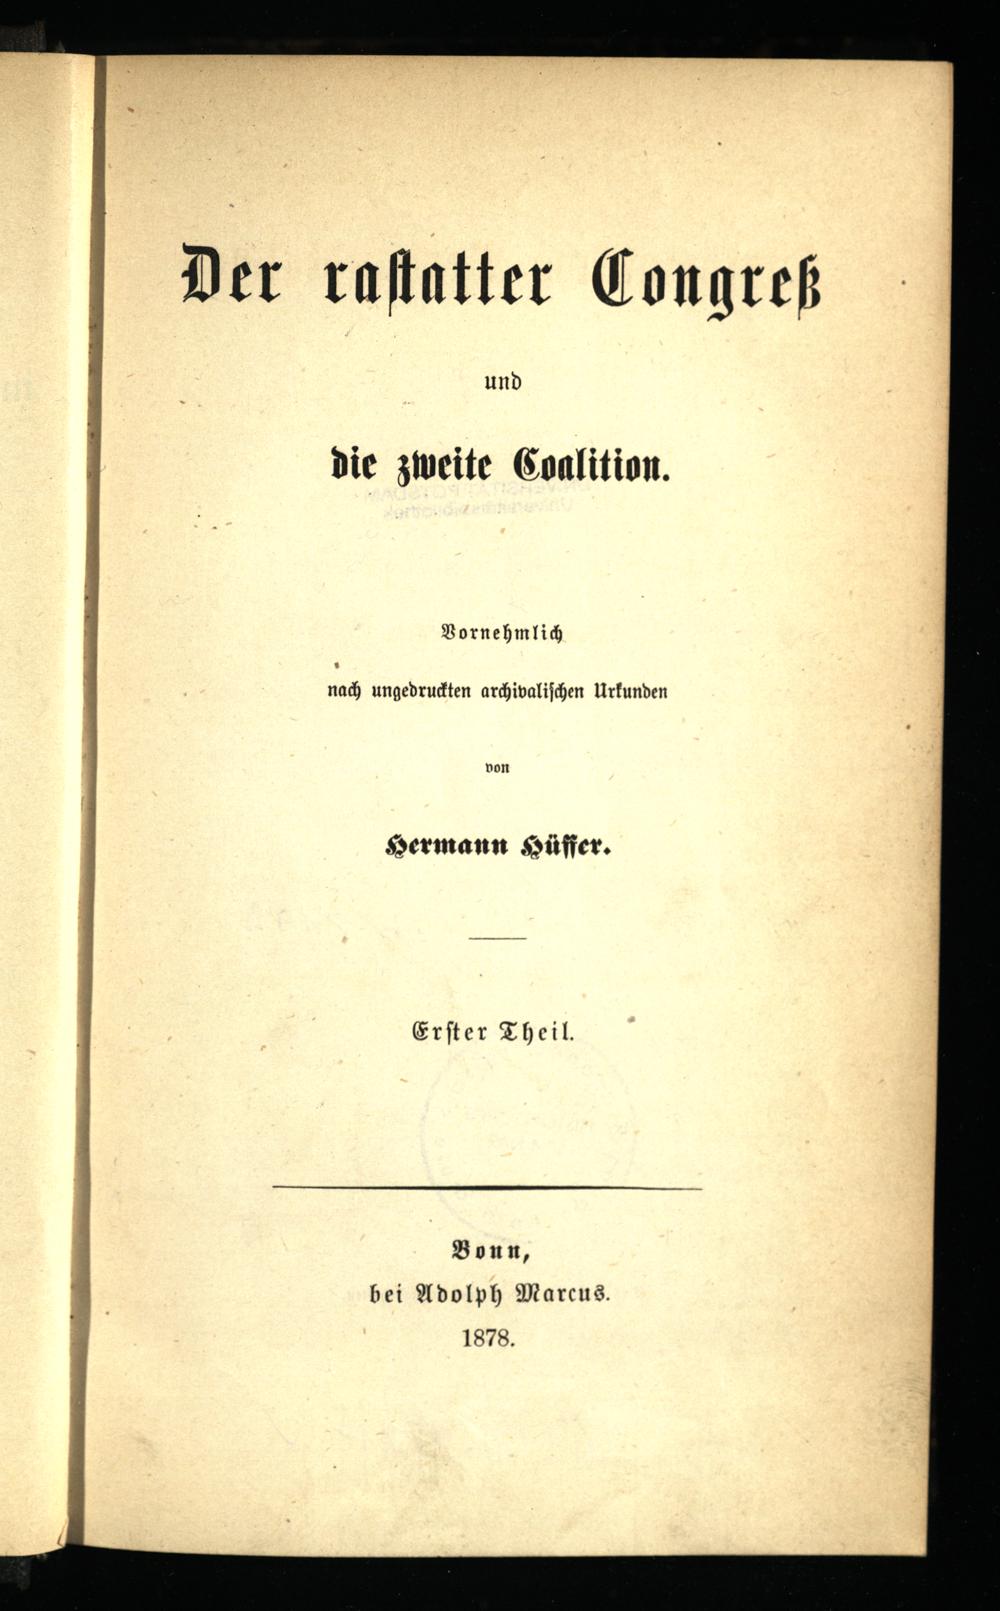 Der rastatter Congreß
und
die zweite Coalition.
Vornehmlich
nach ungedruckten archivalischen Urkunden
von
Hermann Hüffer.
Erster Theil.
Bonn,
bei Adolph Marcus.
1878.